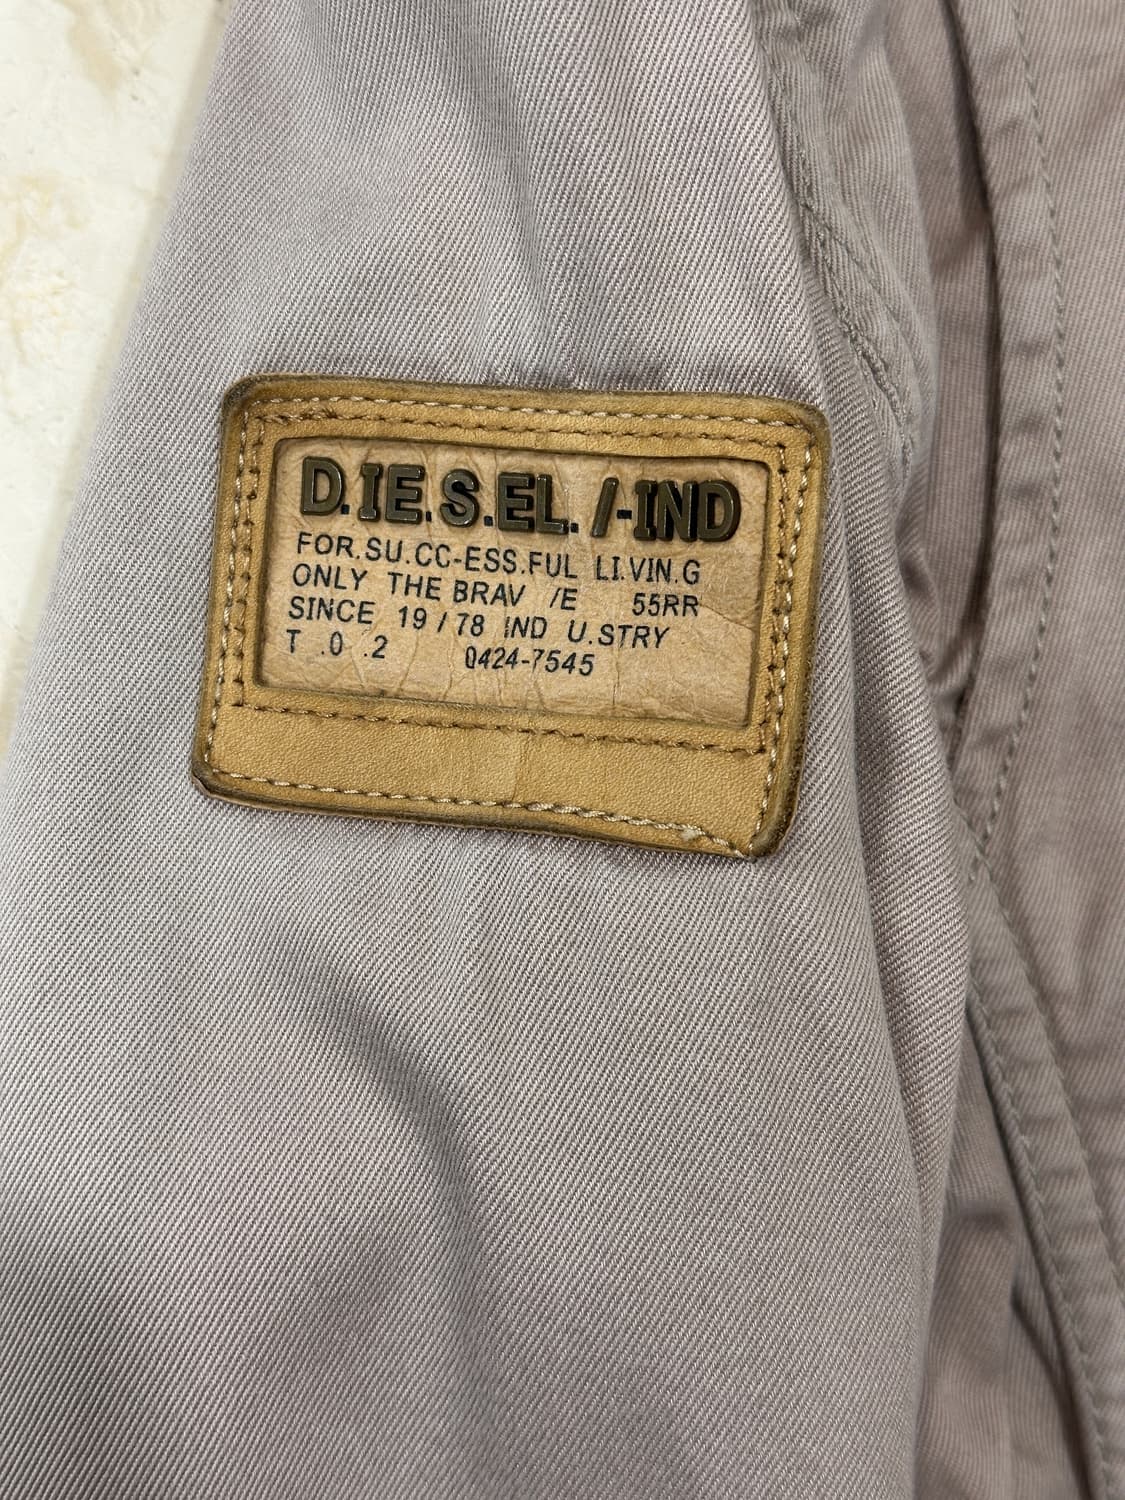 D.IE.S.EL. /-IND
FOR.SU.CC-ESS.FUL LI.VIN.G
ONLY THE BRAV /E 55RR
SINCE 19/78 IND U.STRY
T .0 .2 0424-7545